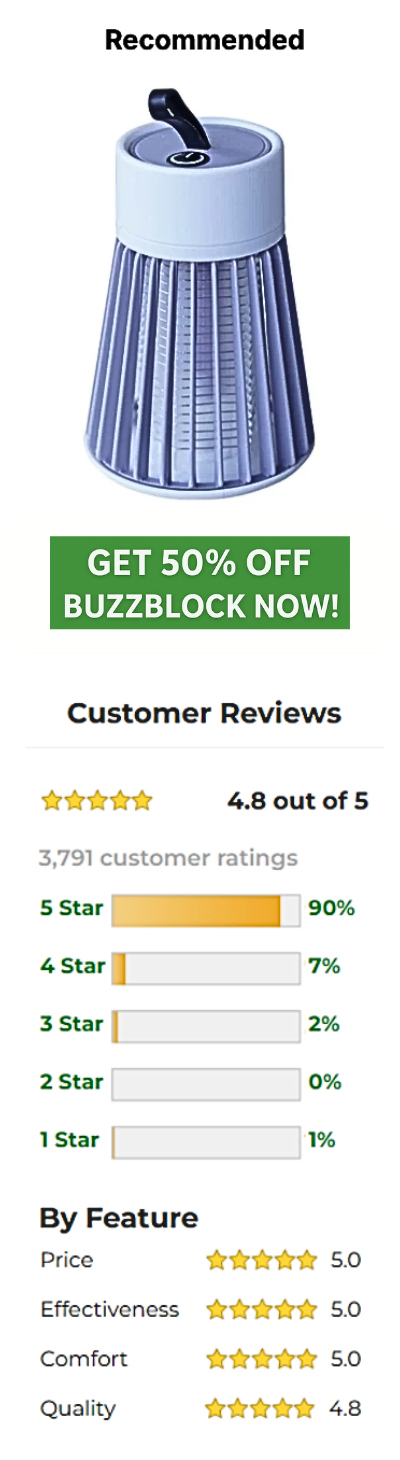 Recommended
GET 50% OFF
BUZZBLOCK NOW!
Customer Reviews
4.8 out of 5
3,791 customer ratings
5 Star 90%
4 Star 7%
3 Star 2%
2 Star 0%
1 Star 1%
By Feature
Price 5.0
Effectiveness 5.0
Comfort 5.0
Quality 4.8